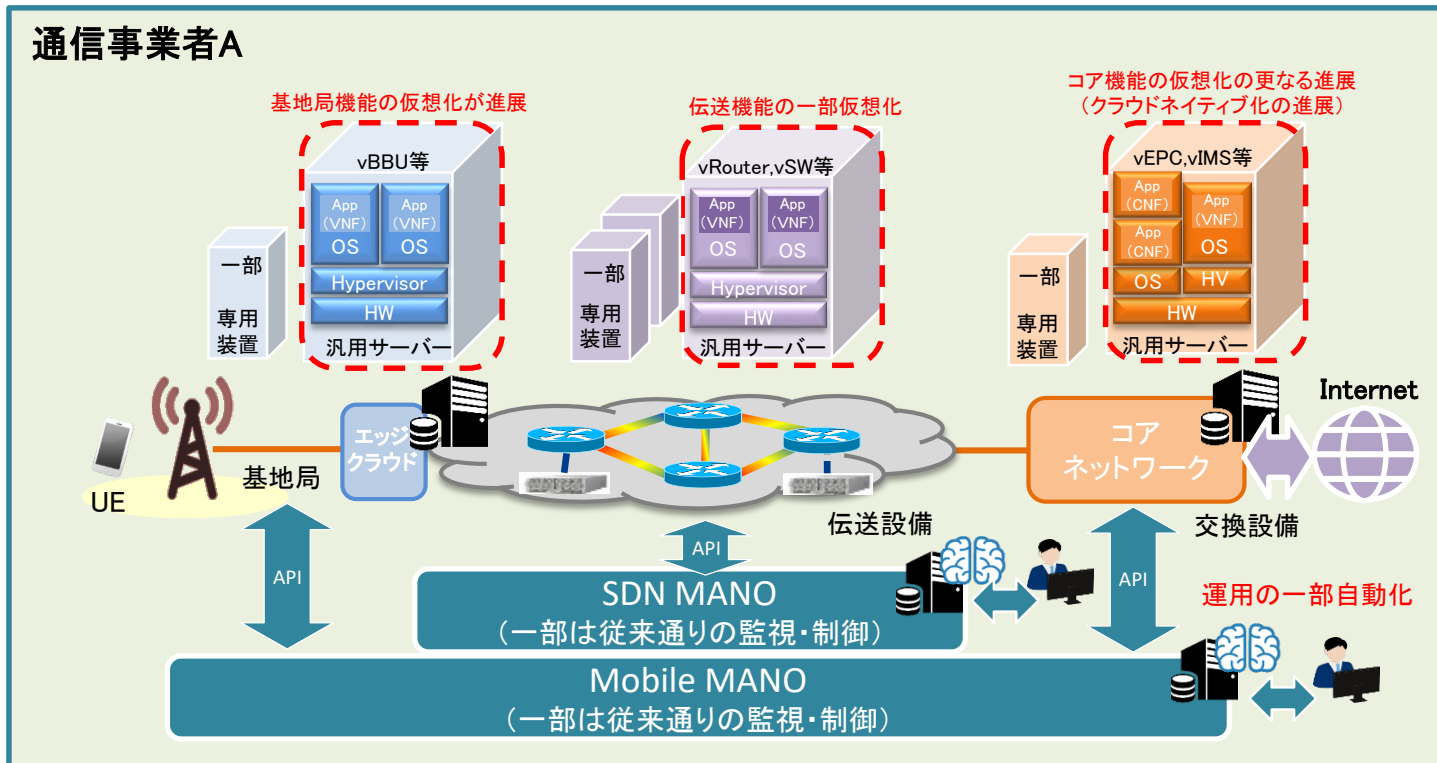 通信事業者A
基地局機能の仮想化が進展
vBBU等
App
(VNF)
OS
App
(VNF)
OS
Hypervisor
HW
汎用サーバー
一部
専用
装置
伝送機能の一部仮想化
vRouter,vSW等
App
(VNF)
OS
App
(VNF)
OS
Hypervisor
HW
汎用サーバー
一部
専用
装置
コア機能の仮想化の更なる進展
(クラウドネイティブ化の進展)
vEPC,vIMS等
App
(CNF)
App
(CNF)
OS
App
(VNF)
OS
HV
HW
汎用サーバー
一部
専用
装置
UE
基地局
エッジ
クラウド
伝送設備
コア
ネットワーク
交換設備
Internet
API
API
API
SDN MANO
(一部は従来通りの監視・制御)
運用の一部自動化
Mobile MANO
(一部は従来通りの監視・制御)